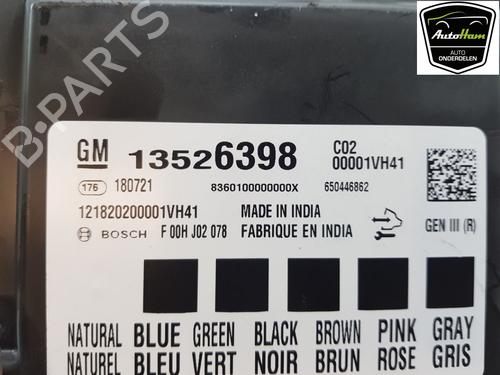 AutoHam
AUTO
ONDERDELEN
B-PARTS
GM 13526398 C02
00001VH41
176 180721 8360100000000X 650446862
121820200001VH41 MADE IN INDIA
BOSCH F 00H J02 078 FABRIQUE EN INDIA GEN III (R)
NATURAL BLUE GREEN BLACK BROWN PINK GRAY
NATUREL BLEU VERT NOIR BRUN ROSE GRIS